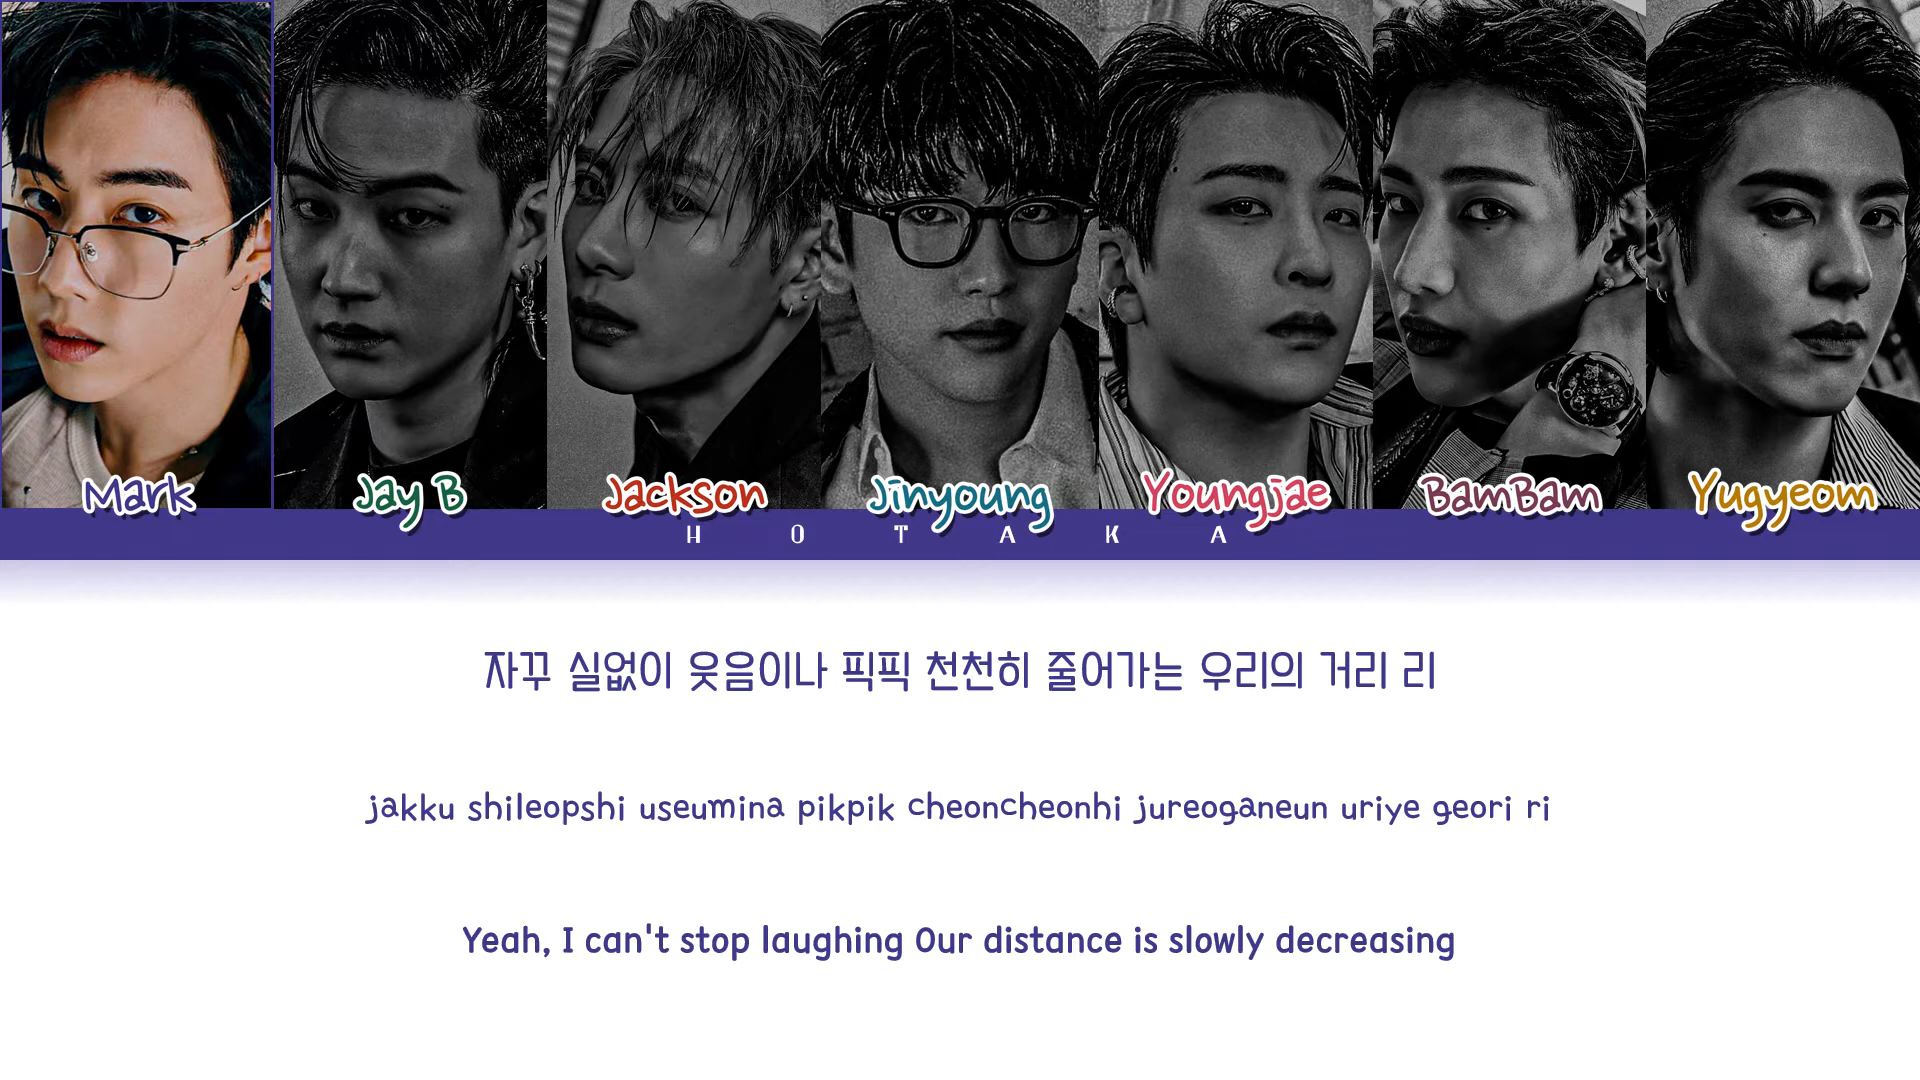 Mark Jay B Jackson Jinyoung Youngjae BamBam Yugyeom
HOTAKA
자꾸 실없이 웃음이나 픽픽 천천히 줄어가는 우리의 거리 리
jakku shileopshi useumina pikpik cheoncheonhi jureoganeun uriye geori ri
Yeah, I can't stop laughing Our distance is slowly decreasing